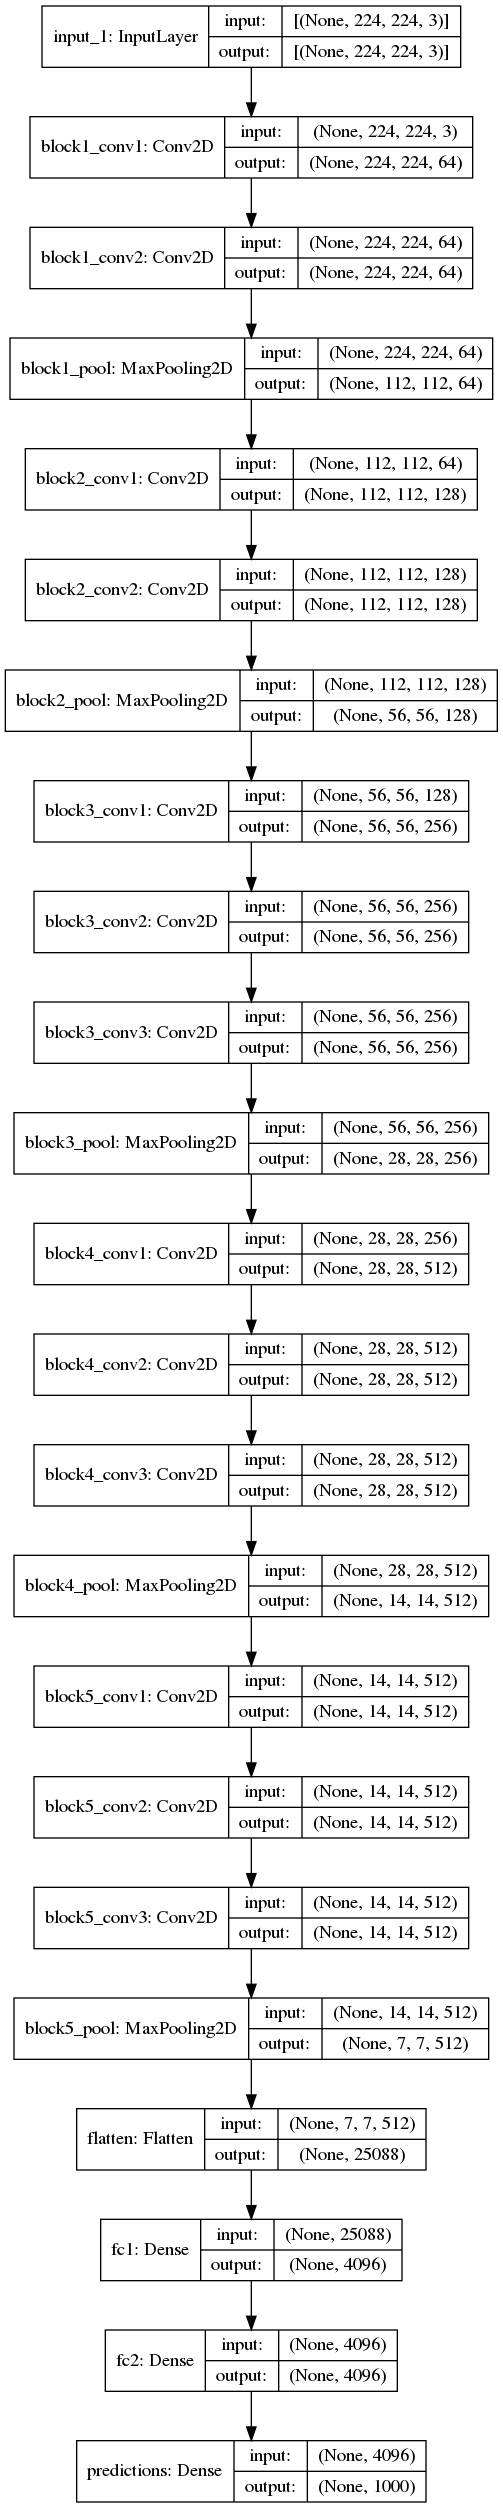 input_1: InputLayer
input: [(None, 224, 224, 3)]
output: [(None, 224, 224, 3)]
block1_conv1: Conv2D
input: (None, 224, 224, 3)
output: (None, 224, 224, 64)
block1_conv2: Conv2D
input: (None, 224, 224, 64)
output: (None, 224, 224, 64)
block1_pool: MaxPooling2D
input: (None, 224, 224, 64)
output: (None, 112, 112, 64)
block2_conv1: Conv2D
input: (None, 112, 112, 64)
output: (None, 112, 112, 128)
block2_conv2: Conv2D
input: (None, 112, 112, 128)
output: (None, 112, 112, 128)
block2_pool: MaxPooling2D
input: (None, 112, 112, 128)
output: (None, 56, 56, 128)
block3_conv1: Conv2D
input: (None, 56, 56, 128)
output: (None, 56, 56, 256)
block3_conv2: Conv2D
input: (None, 56, 56, 256)
output: (None, 56, 56, 256)
block3_conv3: Conv2D
input: (None, 56, 56, 256)
output: (None, 56, 56, 256)
block3_pool: MaxPooling2D
input: (None, 56, 56, 256)
output: (None, 28, 28, 256)
block4_conv1: Conv2D
input: (None, 28, 28, 256)
output: (None, 28, 28, 512)
block4_conv2: Conv2D
input: (None, 28, 28, 512)
output: (None, 28, 28, 512)
block4_conv3: Conv2D
input: (None, 28, 28, 512)
output: (None, 28, 28, 512)
block4_pool: MaxPooling2D
input: (None, 28, 28, 512)
output: (None, 14, 14, 512)
block5_conv1: Conv2D
input: (None, 14, 14, 512)
output: (None, 14, 14, 512)
block5_conv2: Conv2D
input: (None, 14, 14, 512)
output: (None, 14, 14, 512)
block5_conv3: Conv2D
input: (None, 14, 14, 512)
output: (None, 14, 14, 512)
block5_pool: MaxPooling2D
input: (None, 14, 14, 512)
output: (None, 7, 7, 512)
flatten: Flatten
input: (None, 7, 7, 512)
output: (None, 25088)
fc1: Dense
input: (None, 25088)
output: (None, 4096)
fc2: Dense
input: (None, 4096)
output: (None, 4096)
predictions: Dense
input: (None, 4096)
output: (None, 1000)